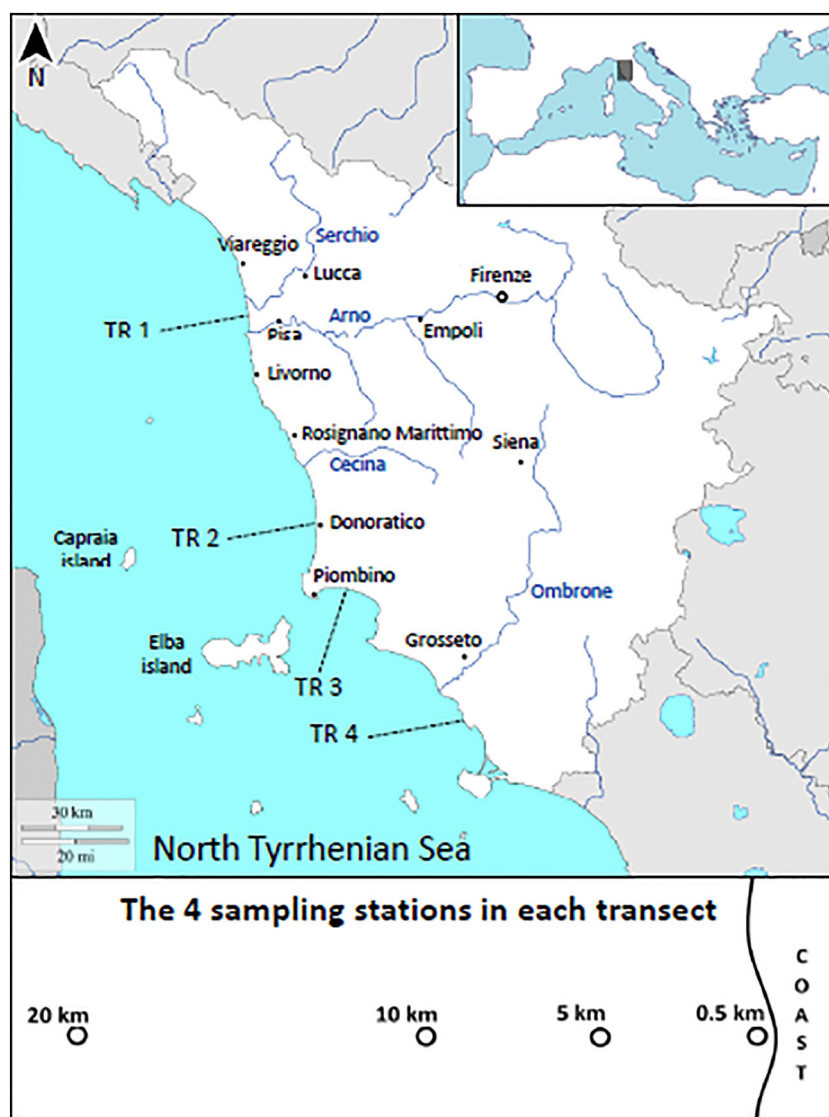 N
Serchio
Viareggio
Lucca
Firenze
Arno
TR 1
Pisa
Empoli
Livorno
Rosignano Marittimo
Siena
Cecina
TR 2
Donoratico
Capraia
island
Piombino
Ombrone
Elba
island
Grosseto
TR 3
TR 4
30 km
20 mi
North Tyrrhenian Sea
The 4 sampling stations in each transect
20 km
10 km
5 km
0.5 km
C
O
A
S
T